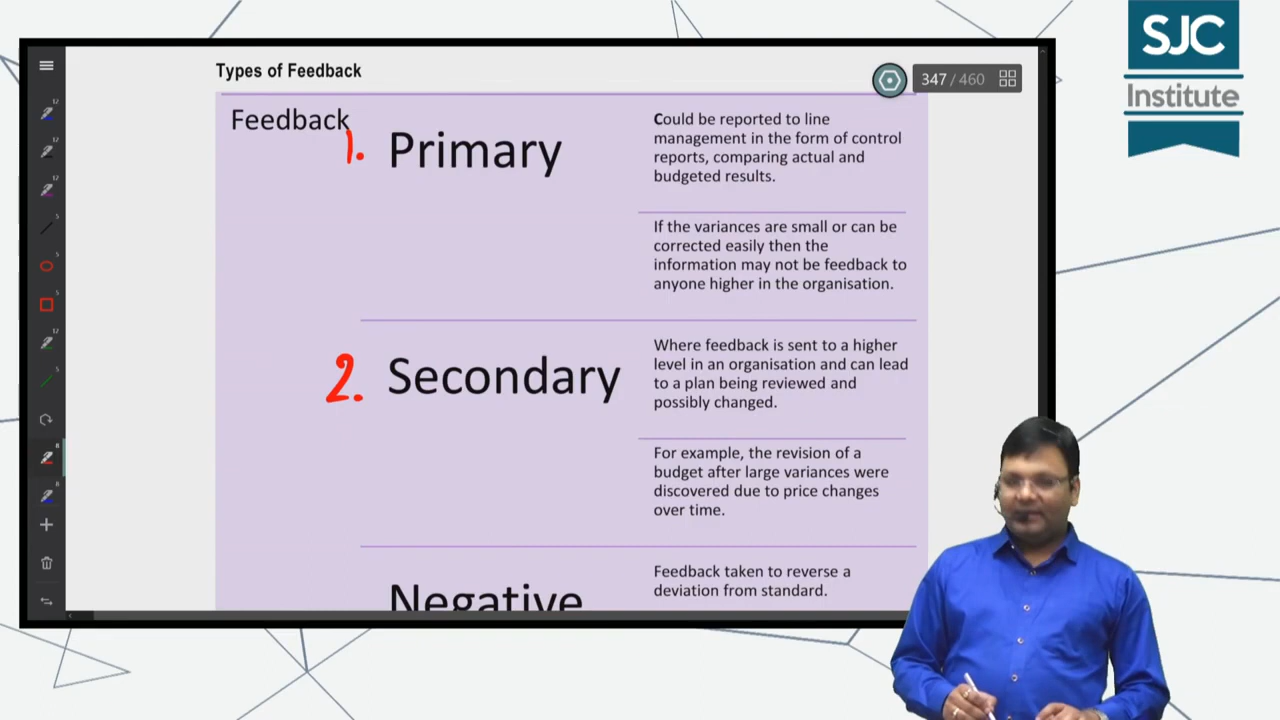 SJC
Institute
Types of Feedback
347 / 460
Feedback
1.
Primary
Could be reported to line
management in the form of control
reports, comparing actual and
budgeted results.
If the variances are small or can be
corrected easily then the
information may not be feedback to
anyone higher in the organisation.
2.
Secondary
Where feedback is sent to a higher
level in an organisation and can lead
to a plan being reviewed and
possibly changed.
For example, the revision of a
budget after large variances were
discovered due to price changes
over time.
Negative
Feedback taken to reverse a
deviation from standard.